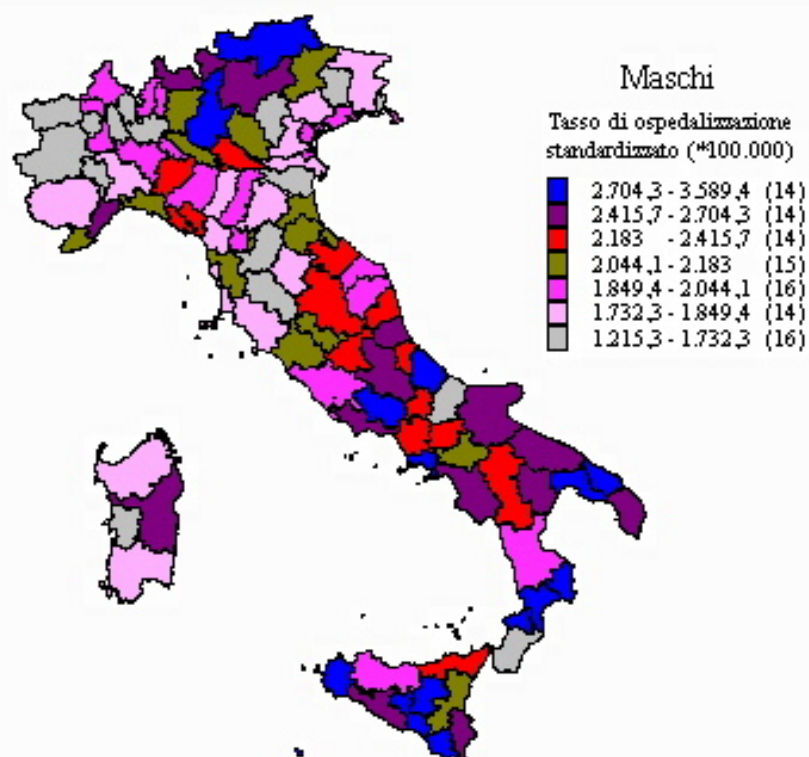 Maschi
Tasso di ospedalizzazione
standardizzato (*100.000)
2.704,3 - 3.589,4 (14)
2.415,7 - 2.704,3 (14)
2.183 - 2.415,7 (14)
2.044,1 - 2.183 (15)
1.849,4 - 2.044,1 (16)
1.732,3 - 1.849,4 (14)
1.215,3 - 1.732,3 (16)